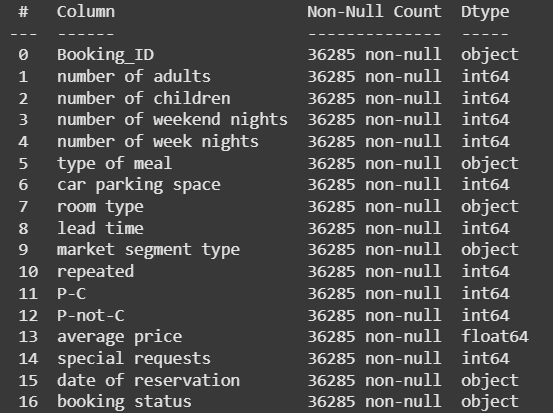 #   Column                    Non-Null Count  Dtype
---  ------                    --------------  -----
0   Booking_ID                36285 non-null  object
1   number of adults          36285 non-null  int64
2   number of children        36285 non-null  int64
3   number of weekend nights  36285 non-null  int64
4   number of week nights     36285 non-null  int64
5   type of meal              36285 non-null  object
6   car parking space         36285 non-null  int64
7   room type                 36285 non-null  object
8   lead time                 36285 non-null  int64
9   market segment type       36285 non-null  object
10  repeated                  36285 non-null  int64
11  P-C                       36285 non-null  int64
12  P-not-C                   36285 non-null  int64
13  average price             36285 non-null  float64
14  special requests          36285 non-null  int64
15  date of reservation       36285 non-null  object
16  booking status            36285 non-null  object